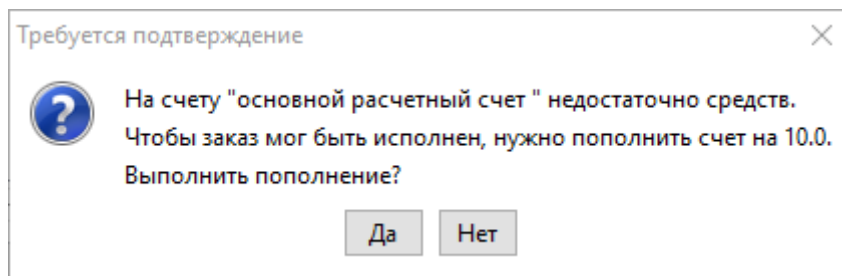 Требуется подтверждение
На счету "основной расчетный счет " недостаточно средств.
Чтобы заказ мог быть исполнен, нужно пополнить счет на 10.0.
Выполнить пополнение?
Да Нет